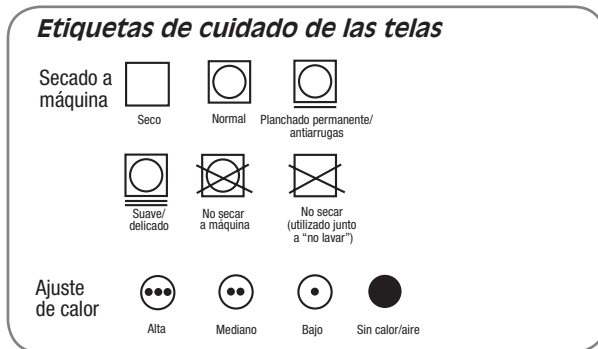 Etiquetas de cuidado de las telas
Secado a
máquina
Seco
Normal
Planchado permanente/
antiarrugas
Suave/
delicado
No secar
a máquina
No secar
(utilizado junto
a “no lavar”)
Ajuste
de calor
Alta
Mediano
Bajo
Sin calor/aire